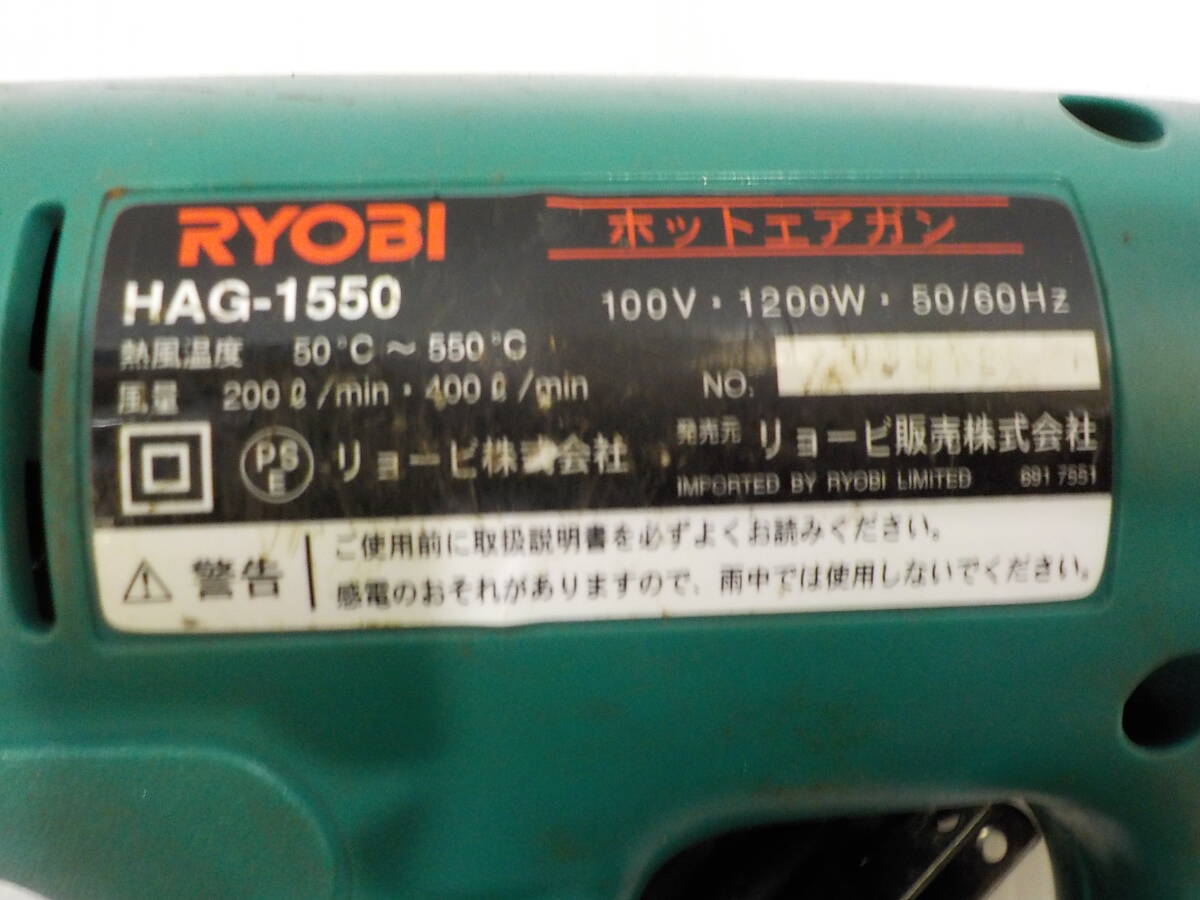 RYOBI ホットエアガン
HAG-1550 100V・1200W・50/60Hz
熱風温度 50°C～550°C
風量 200ℓ/min・400ℓ/min NO.
PSE リョービ株式会社 発売元 リョービ販売株式会社
IMPORTED BY RYOBI LIMITED 691 7551
警告 ご使用前に取扱説明書を必ずよくお読みください。
感電のおそれがありますので、雨中では使用しないでください。